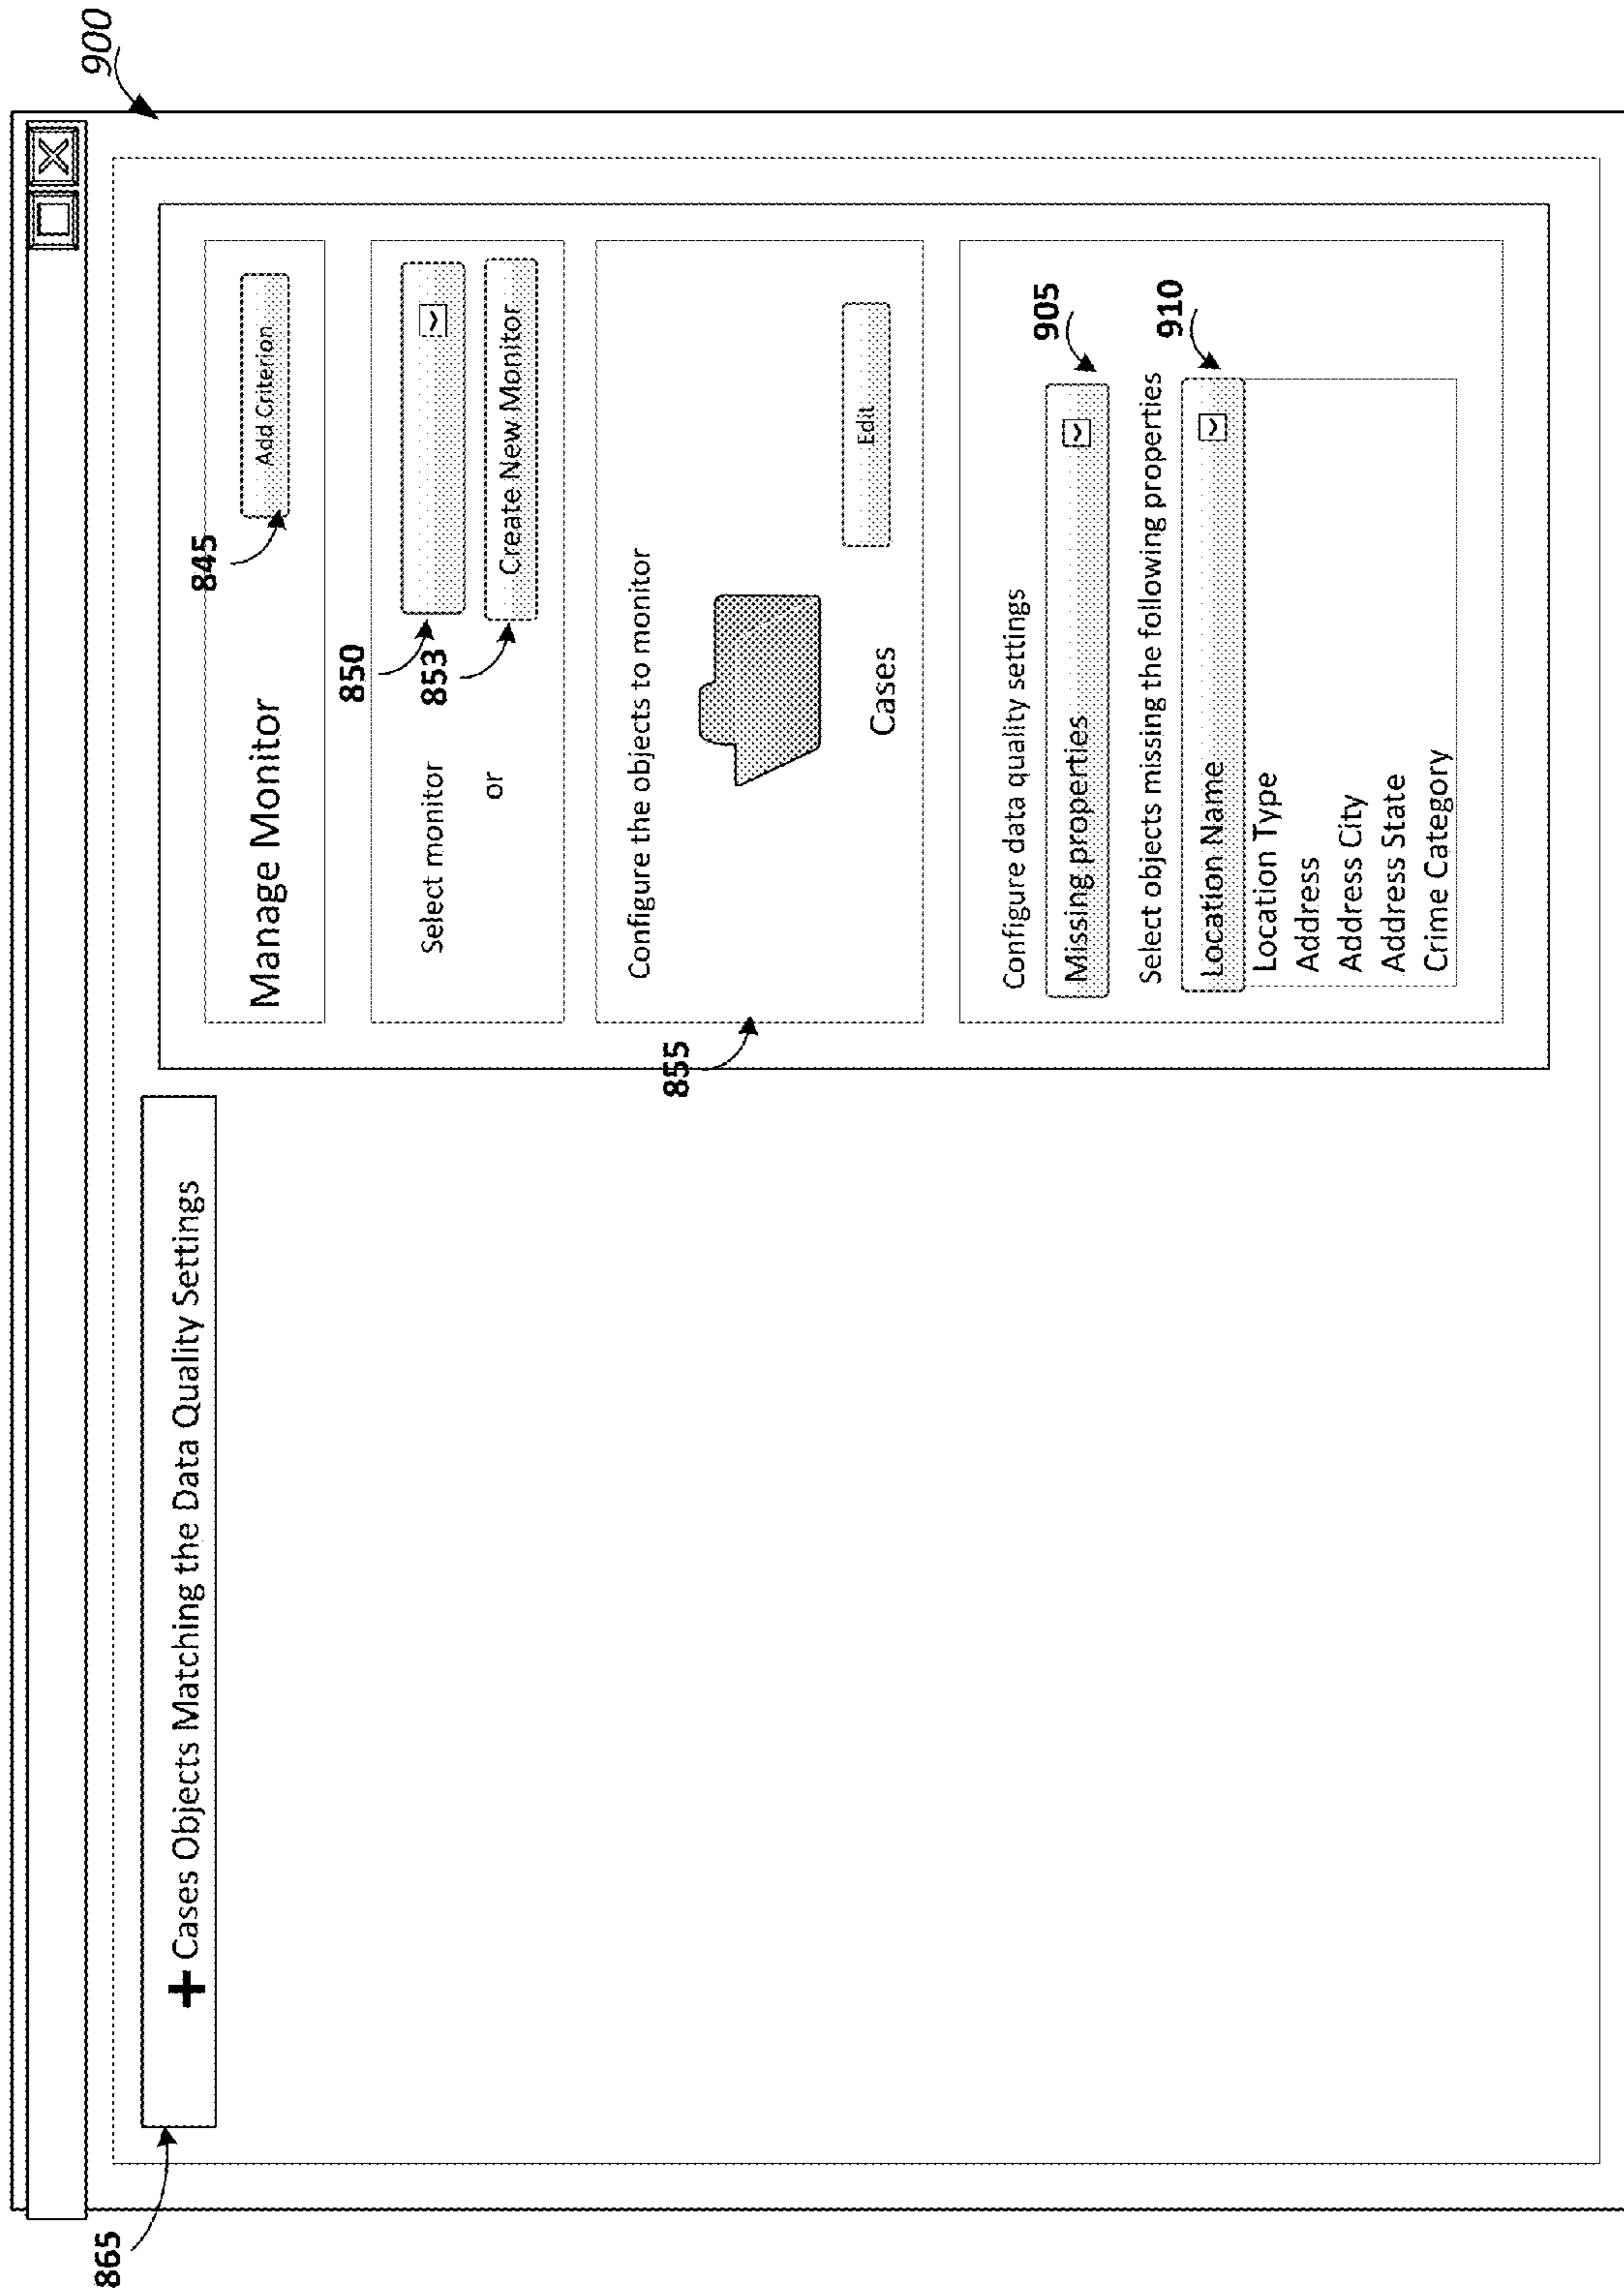 900
865
+ Cases Objects Matching the Data Quality Settings
Manage Monitor
845
Add Criterion
Select monitor
850
or
853
Create New Monitor
855
Configure the objects to monitor
Cases
Edit
Configure data quality settings
Missing properties
905
Select objects missing the following properties
Location Name
910
Location Type
Address
Address City
Address State
Crime Category